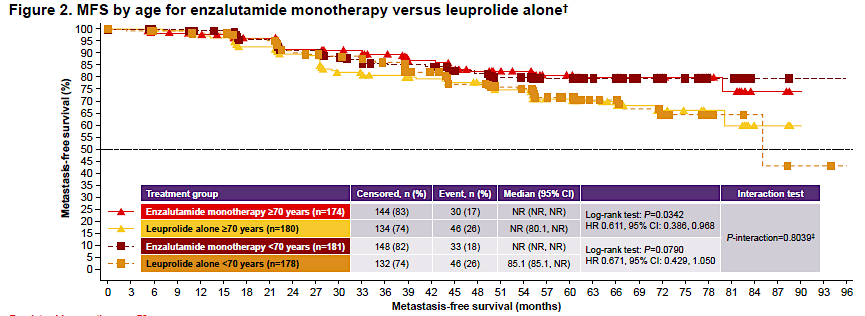 Figure 2. MFS by age for enzalutamide monotherapy versus leuprolide alone†
Metastasis-free survival (%)
100
95
90
85
80
75
70
65
60
55
50
45
40
35
30
25
20
15
10
5
0
Treatment group Censored, n (%) Event, n (%) Median (95% CI) Interaction test
Enzalutamide monotherapy ≥70 years (n=174) 144 (83) 30 (17) NR (NR, NR)
Leuprolide alone ≥70 years (n=180) 134 (74) 46 (26) NR (80.1, NR)
Log-rank test: P=0.0342
HR 0.611, 95% CI: 0.386, 0.968
Enzalutamide monotherapy <70 years (n=181) 148 (82) 33 (18) NR (NR, NR)
Leuprolide alone <70 years (n=178) 132 (74) 46 (26) 85.1 (85.1, NR)
Log-rank test: P=0.0790
HR 0.671, 95% CI: 0.429, 1.050
P-interaction=0.8039‡
0 3 6 9 12 15 18 21 24 27 30 33 36 39 42 45 48 51 54 57 60 63 66 69 72 75 78 81 84 87 90 93 96
Metastasis-free survival (months)